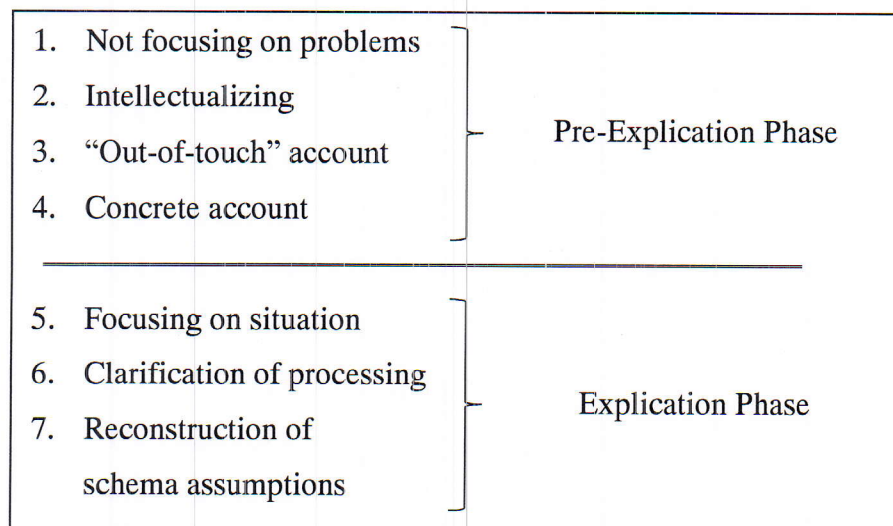 1. Not focusing on problems
2. Intellectualizing
3. “Out-of-touch” account
4. Concrete account
Pre-Explication Phase
5. Focusing on situation
6. Clarification of processing
7. Reconstruction of
schema assumptions
Explication Phase